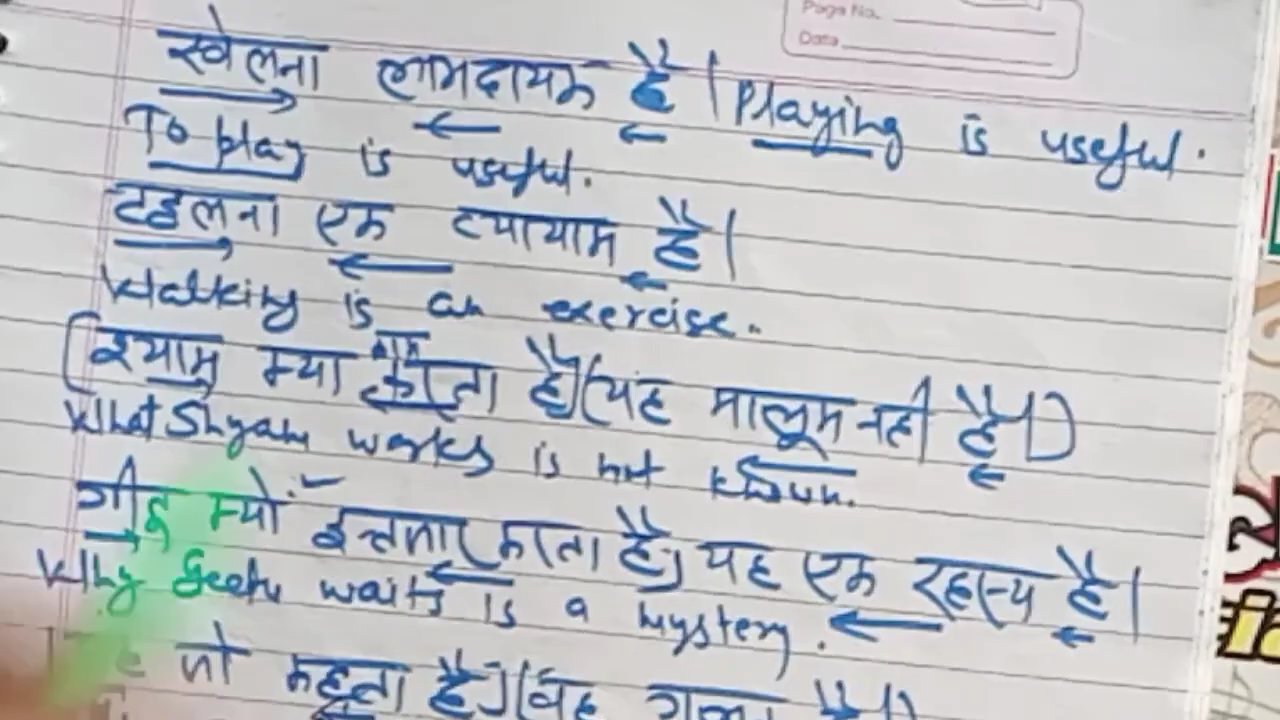 Page No.
Date
खेलना लाभदायक है। Playing is useful.
To play is useful.
टहलना एक व्यायाम है।
Walking is an exercise.
श्याम क्या काम करता है (यह मालूम नहीं है।)
What Shyam works is not known.
क्यों इन्तजार करता है, यह एक रहस्य है।
Why Geeta waits is a mystery.
जो कहता है, वह गलत है।